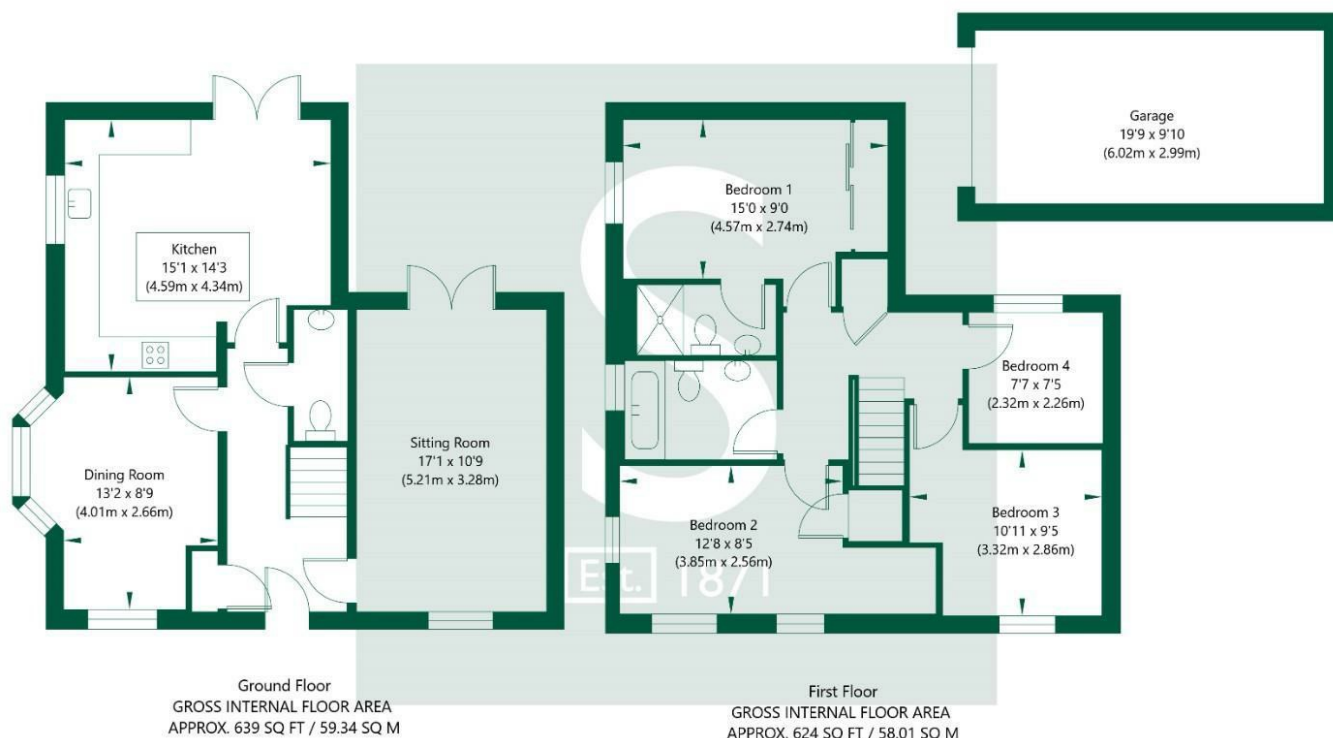 Garage
19'9 x 9'10
(6.02m x 2.99m)
Kitchen
15'1 x 14'3
(4.59m x 4.34m)
Dining Room
13'2 x 8'9
(4.01m x 2.66m)
Sitting Room
17'1 x 10'9
(5.21m x 3.28m)
Ground Floor
GROSS INTERNAL FLOOR AREA
APPROX. 639 SQ FT / 59.34 SQ M
Bedroom 1
15'0 x 9'0
(4.57m x 2.74m)
Bedroom 4
7'7 x 7'5
(2.32m x 2.26m)
Bedroom 2
12'8 x 8'5
(3.85m x 2.56m)
Bedroom 3
10'11 x 9'5
(3.32m x 2.86m)
S
Est. 1871
First Floor
GROSS INTERNAL FLOOR AREA
APPROX. 624 SQ FT / 58.01 SQ M